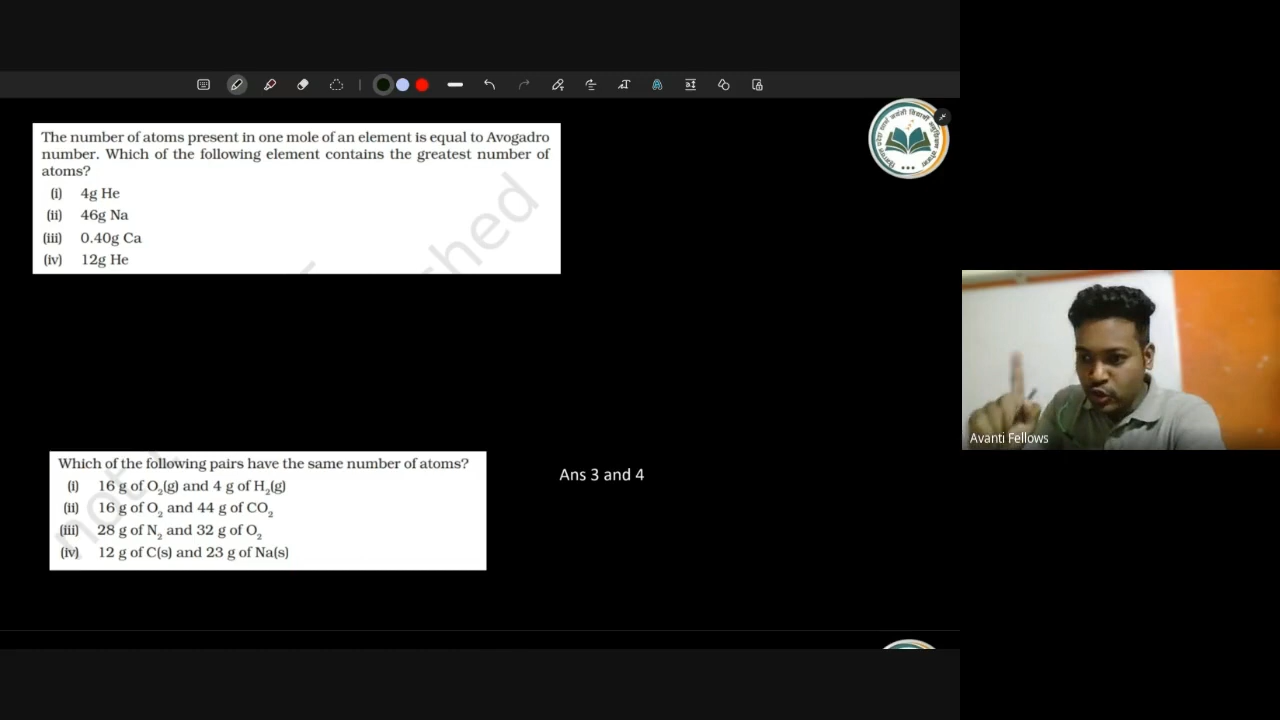 The number of atoms present in one mole of an element is equal to Avogadro
number. Which of the following element contains the greatest number of
atoms?
(i) 4g He
(ii) 46g Na
(iii) 0.40g Ca
(iv) 12g He
Which of the following pairs have the same number of atoms?
(i) 16 g of O₂(g) and 4 g of H₂(g)
(ii) 16 g of O₂ and 44 g of CO₂
(iii) 28 g of N₂ and 32 g of O₂
(iv) 12 g of C(s) and 23 g of Na(s)
Ans 3 and 4
Avanti Fellows